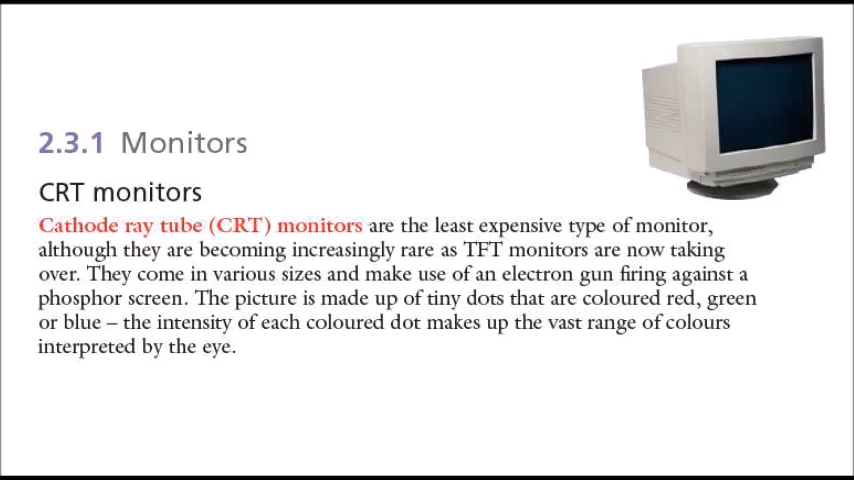 2.3.1 Monitors
CRT monitors
Cathode ray tube (CRT) monitors are the least expensive type of monitor,
although they are becoming increasingly rare as TFT monitors are now taking
over. They come in various sizes and make use of an electron gun firing against a
phosphor screen. The picture is made up of tiny dots that are coloured red, green
or blue – the intensity of each coloured dot makes up the vast range of colours
interpreted by the eye.